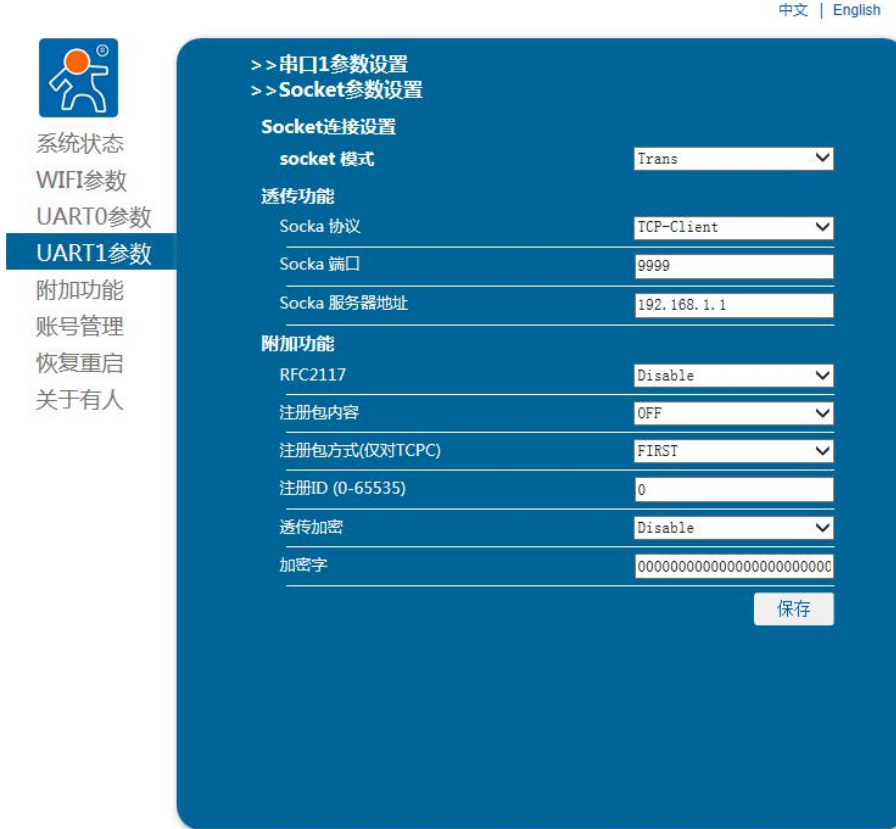 中文 | English
®
系统状态
WIFI参数
UART0参数
UART1参数
附加功能
账号管理
恢复重启
关于有人
>>串口1参数设置
>>Socket参数设置
Socket连接设置
socket 模式 Trans
透传功能
Socka 协议 TCP-Client
Socka 端口 9999
Socka 服务器地址 192.168.1.1
附加功能
RFC2117 Disable
注册包内容 OFF
注册包方式(仅对TCPC) FIRST
注册ID (0-65535) 0
透传加密 Disable
加密字 0000000000000000000000000
保存